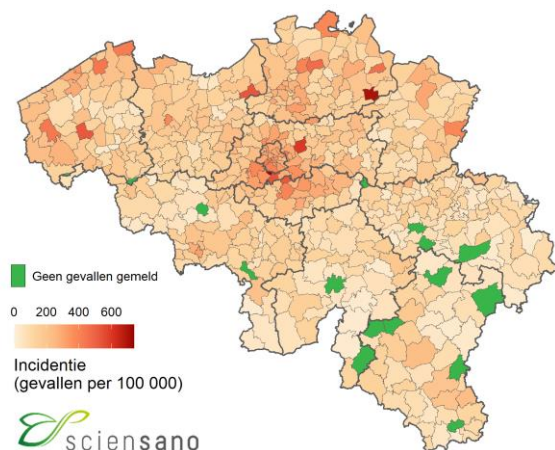 Geen gevallen gemeld
0 200 400 600
Incidentie
(gevallen per 100 000)
sciensano